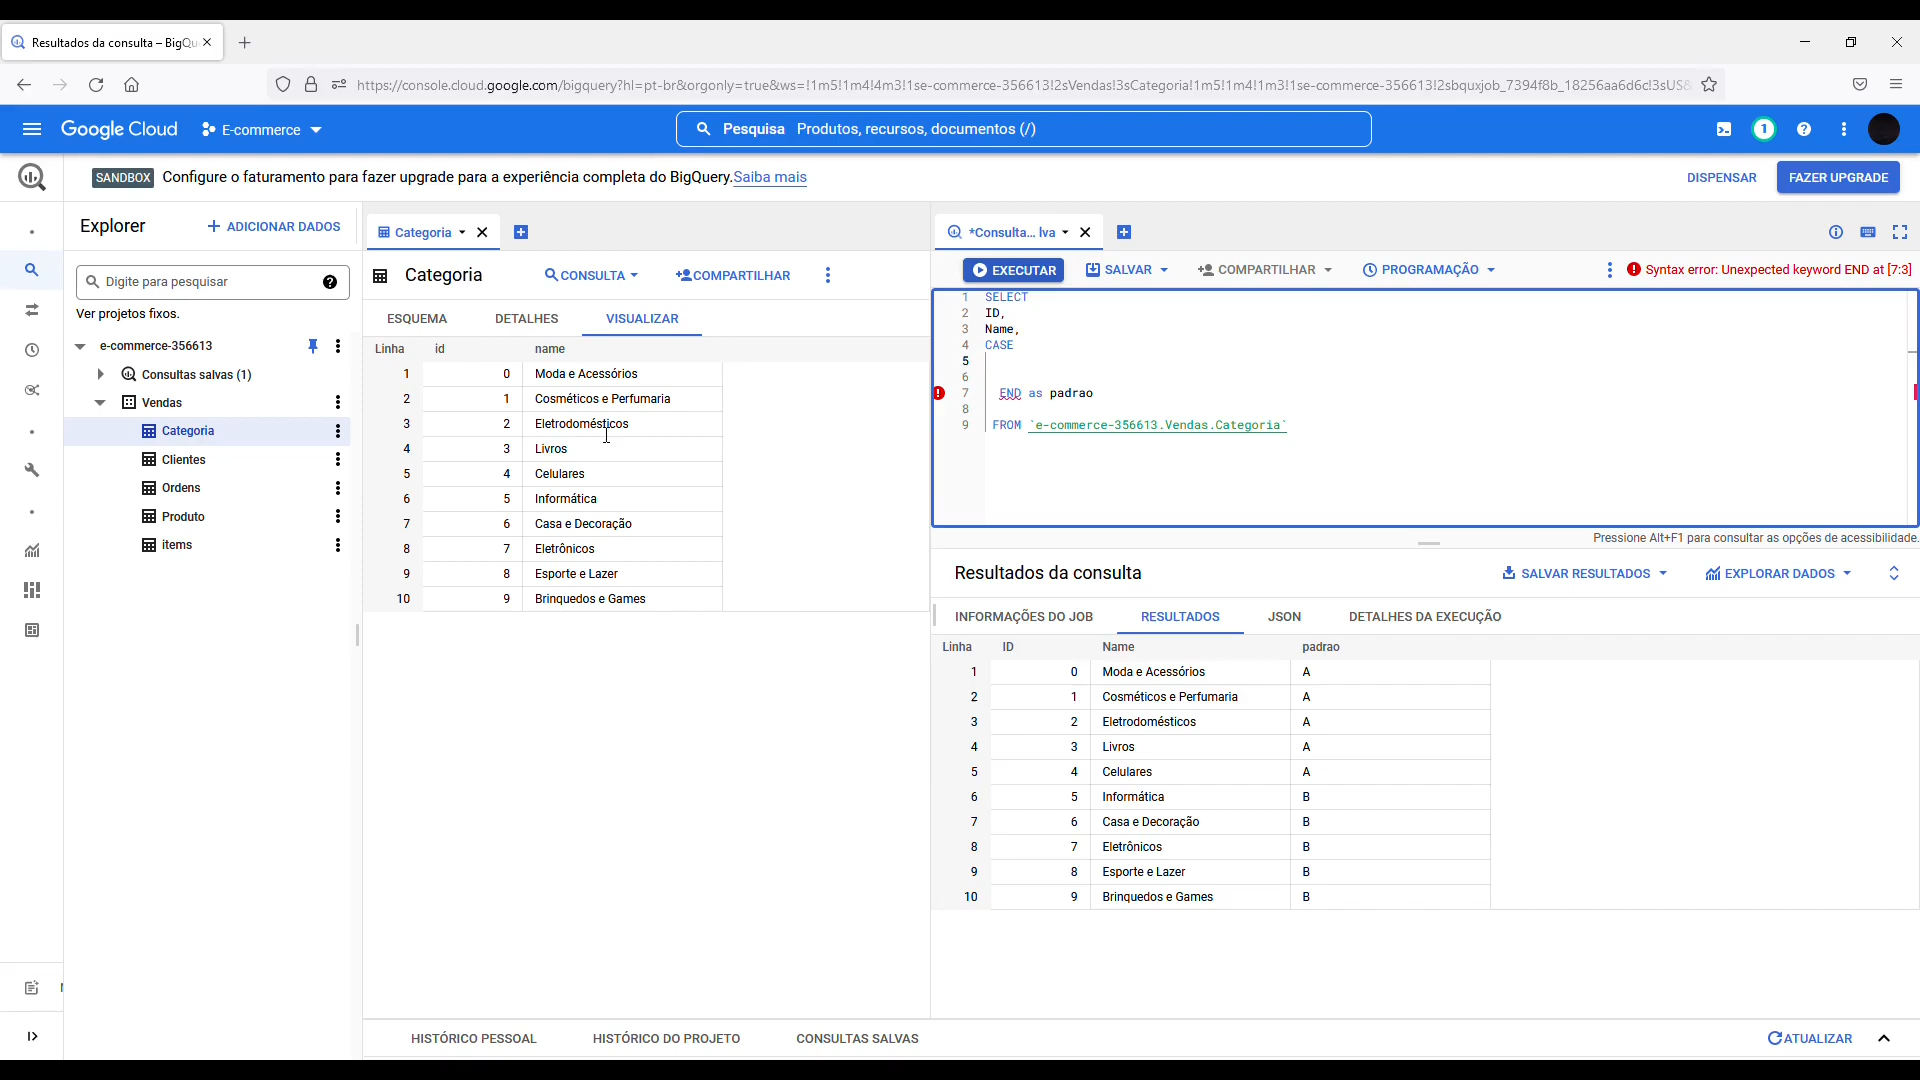 Resultados da consulta – BigQu
https://console.cloud.google.com/bigquery?hl=pt-br&orgonly=true&ws=!1m5!1m4!4m3!1se-commerce-356613!2sVendas!3sCategoria!1m5!1m4!1m3!1se-commerce-356613!2sbquxjob_7394f8b_18256aa6d6c!3sUS&
Google Cloud E-commerce Pesquisa Produtos, recursos, documentos (/) 1
SANDBOX Configure o faturamento para fazer upgrade para a experiência completa do BigQuery. Saiba mais DISPENSAR FAZER UPGRADE
Explorer + ADICIONAR DADOS
Digite para pesquisar
Ver projetos fixos.
e-commerce-356613
Consultas salvas (1)
Vendas
Categoria
Clientes
Ordens
Produto
items
Categoria
Categoria CONSULTA COMPARTILHAR
ESQUEMA DETALHES VISUALIZAR
Linha id name
1 0 Moda e Acessórios
2 1 Cosméticos e Perfumaria
3 2 Eletrodomésticos
4 3 Livros
5 4 Celulares
6 5 Informática
7 6 Casa e Decoração
8 7 Eletrônicos
9 8 Esporte e Lazer
10 9 Brinquedos e Games
*Consulta... lva
EXECUTAR SALVAR COMPARTILHAR PROGRAMAÇÃO Syntax error: Unexpected keyword END at [7:3]
1 SELECT
2 ID,
3 Name,
4 CASE
5
6
7 END as padrao
8
9 FROM `e-commerce-356613.Vendas.Categoria`
Pressione Alt+F1 para consultar as opções de acessibilidade.
Resultados da consulta SALVAR RESULTADOS EXPLORAR DADOS
INFORMAÇÕES DO JOB RESULTADOS JSON DETALHES DA EXECUÇÃO
Linha ID Name padrao
1 0 Moda e Acessórios A
2 1 Cosméticos e Perfumaria A
3 2 Eletrodomésticos A
4 3 Livros A
5 4 Celulares A
6 5 Informática B
7 6 Casa e Decoração B
8 7 Eletrônicos B
9 8 Esporte e Lazer B
10 9 Brinquedos e Games B
HISTÓRICO PESSOAL HISTÓRICO DO PROJETO CONSULTAS SALVAS ATUALIZAR